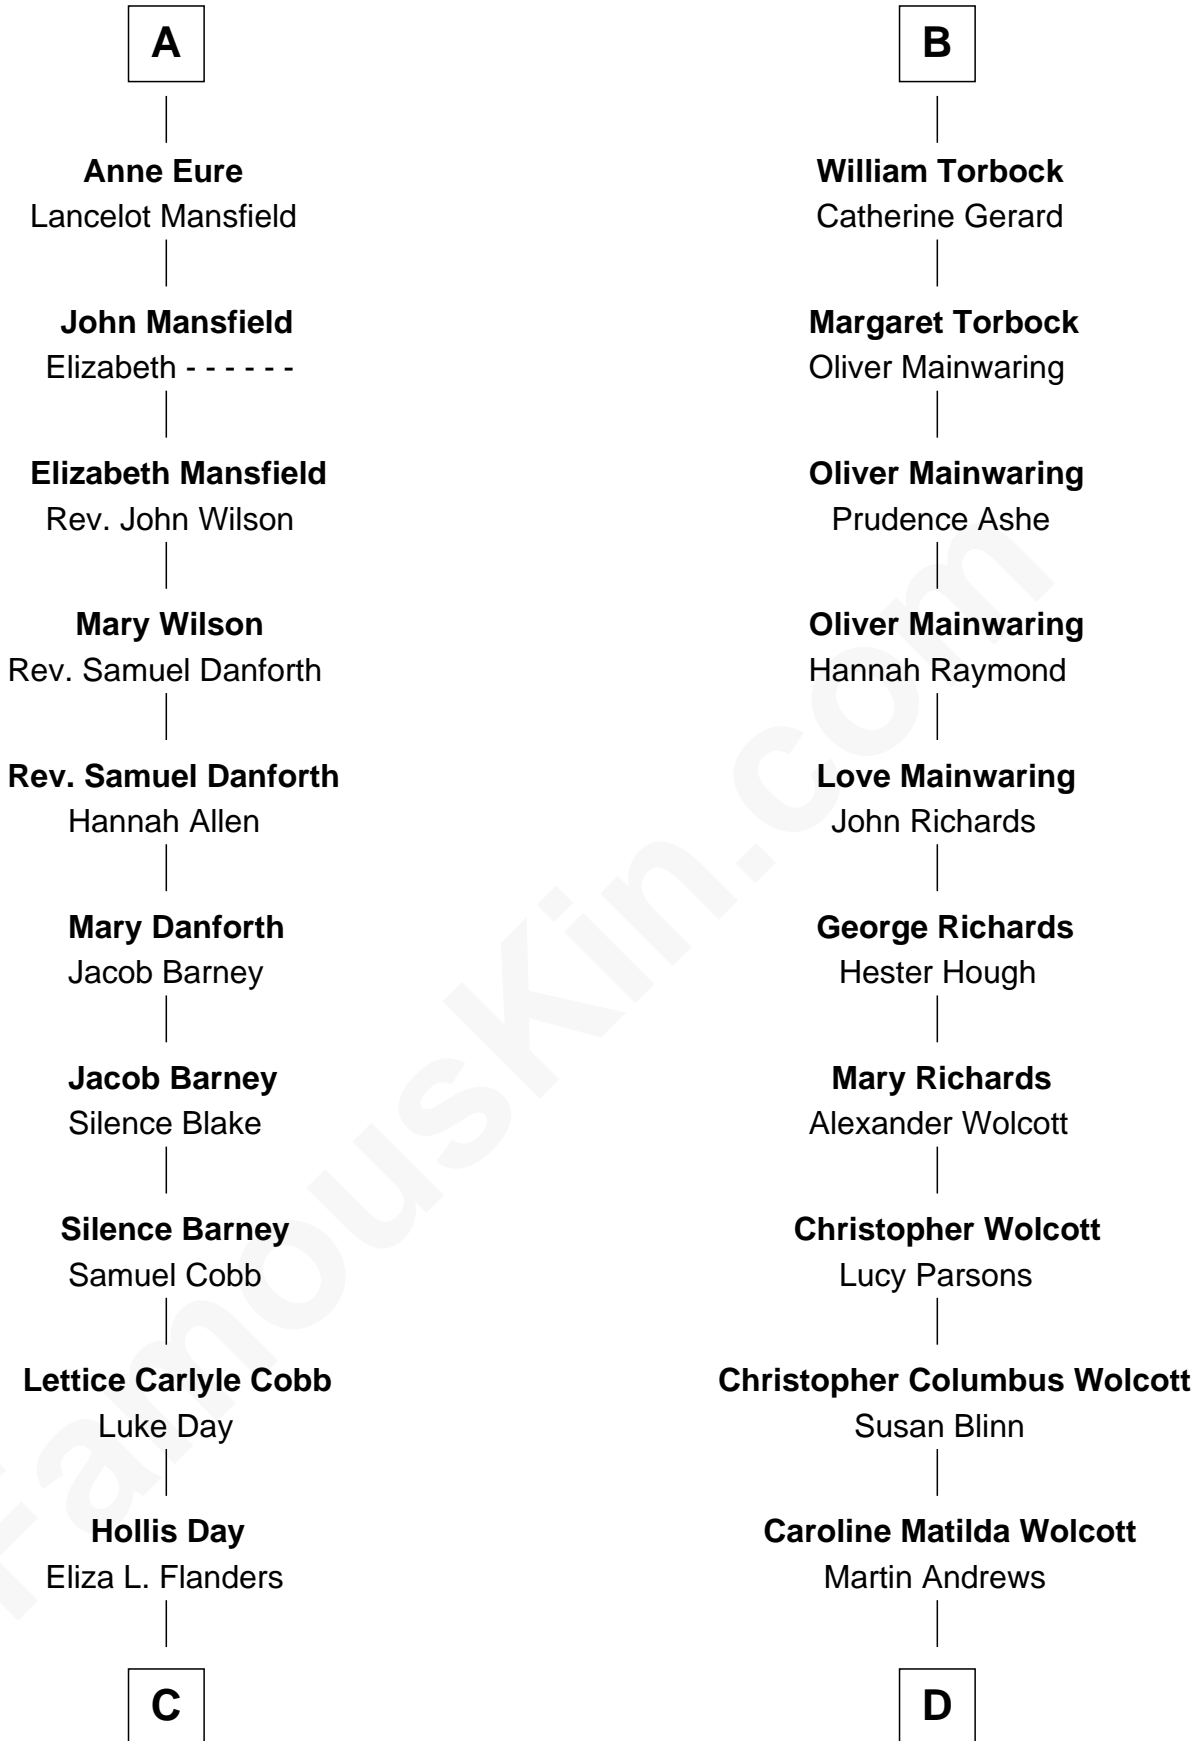 A
Anne Eure
Lancelot Mansfield
John Mansfield
Elizabeth - - - - - -
Elizabeth Mansfield
Rev. John Wilson
Mary Wilson
Rev. Samuel Danforth
Rev. Samuel Danforth
Hannah Allen
Mary Danforth
Jacob Barney
Jacob Barney
Silence Blake
Silence Barney
Samuel Cobb
Lettice Carlyle Cobb
Luke Day
Hollis Day
Eliza L. Flanders
C
B
William Torbock
Catherine Gerard
Margaret Torbock
Oliver Mainwaring
Oliver Mainwaring
Prudence Ashe
Oliver Mainwaring
Hannah Raymond
Love Mainwaring
John Richards
George Richards
Hester Hough
Mary Richards
Alexander Wolcott
Christopher Wolcott
Lucy Parsons
Christopher Columbus Wolcott
Susan Blinn
Caroline Matilda Wolcott
Martin Andrews
D
FamousKin.com